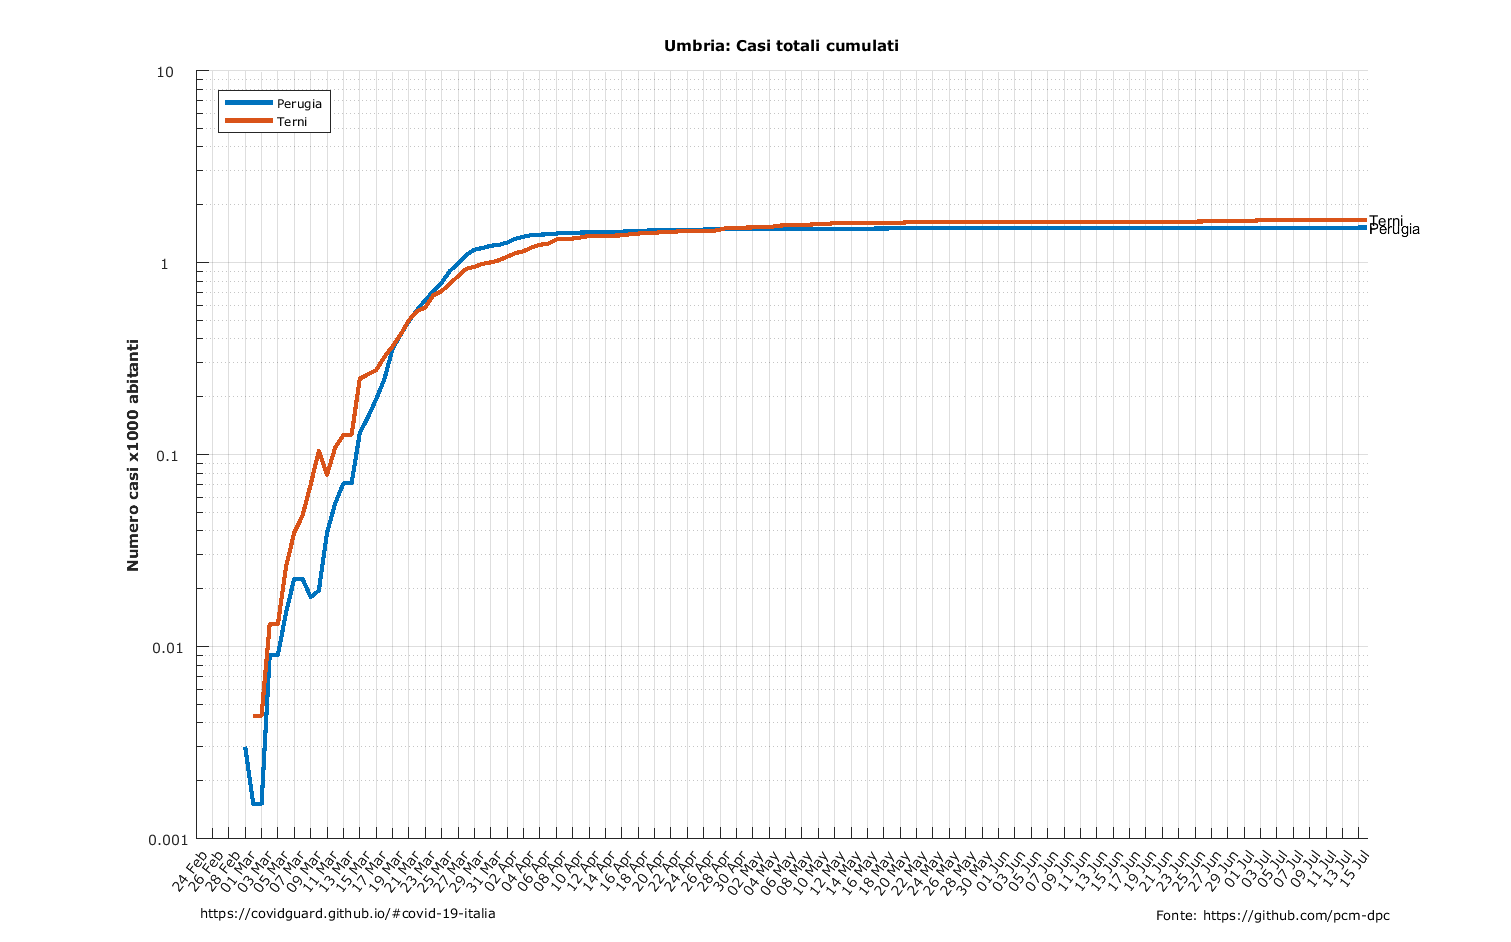 Umbria: Casi totali cumulati
10
1
0.1
0.01
0.001
Numero casi x1000 abitanti
Perugia
Terni
Terni
Perugia
24 Feb
26 Feb
28 Feb
01 Mar
03 Mar
05 Mar
07 Mar
09 Mar
11 Mar
13 Mar
15 Mar
17 Mar
19 Mar
21 Mar
23 Mar
25 Mar
27 Mar
29 Mar
31 Mar
02 Apr
04 Apr
06 Apr
08 Apr
10 Apr
12 Apr
14 Apr
16 Apr
18 Apr
20 Apr
22 Apr
24 Apr
26 Apr
28 Apr
30 Apr
02 May
04 May
06 May
08 May
10 May
12 May
14 May
16 May
18 May
20 May
22 May
24 May
26 May
28 May
30 May
01 Jun
03 Jun
05 Jun
07 Jun
09 Jun
11 Jun
13 Jun
15 Jun
17 Jun
19 Jun
21 Jun
23 Jun
25 Jun
27 Jun
29 Jun
01 Jul
03 Jul
05 Jul
07 Jul
09 Jul
11 Jul
13 Jul
15 Jul
https://covidguard.github.io/#covid-19-italia
Fonte: https://github.com/pcm-dpc